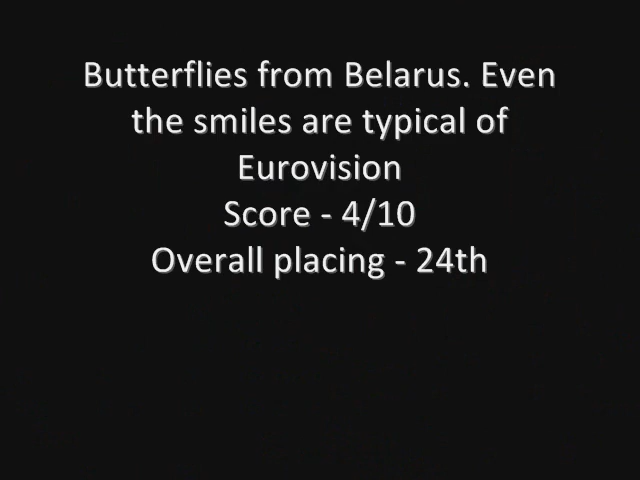 Butterflies from Belarus. Even
the smiles are typical of
Eurovision
Score - 4/10
Overall placing - 24th